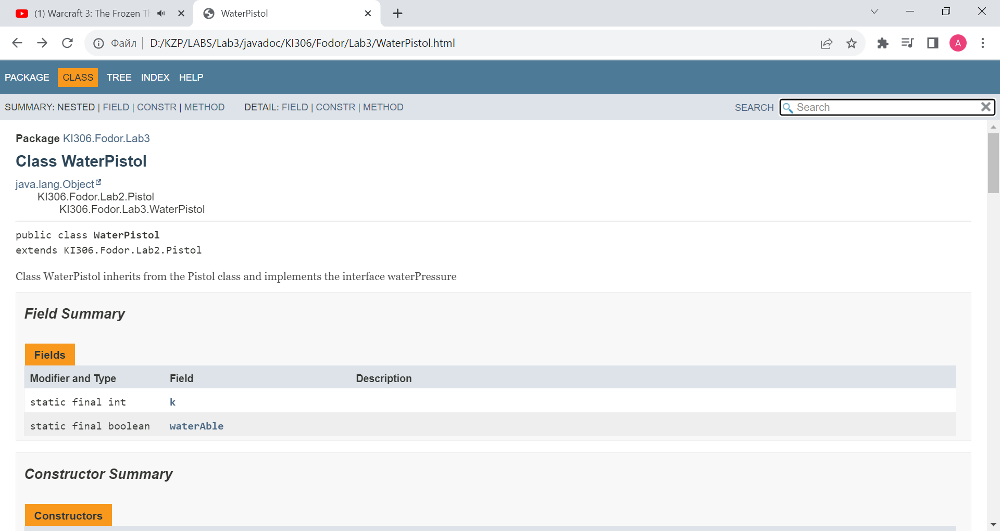 (1) Warcraft 3: The Frozen Th
WaterPistol
Файл
D:/KZP/LABS/Lab3/javadoc/KI306/Fodor/Lab3/WaterPistol.html
A
PACKAGE CLASS TREE INDEX HELP
SUMMARY: NESTED | FIELD | CONSTR | METHOD DETAIL: FIELD | CONSTR | METHOD
SEARCH Search
Package KI306.Fodor.Lab3
Class WaterPistol
java.lang.Object
KI306.Fodor.Lab2.Pistol
KI306.Fodor.Lab3.WaterPistol
public class WaterPistol
extends KI306.Fodor.Lab2.Pistol
Class WaterPistol inherits from the Pistol class and implements the interface waterPressure
Field Summary
Fields
Modifier and Type Field Description
static final int k
static final boolean waterAble
Constructor Summary
Constructors